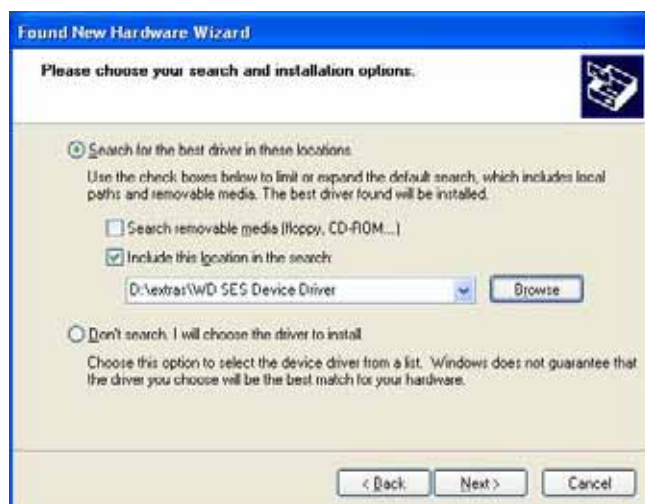 Found New Hardware Wizard
Please choose your search and installation options.
Search for the best driver in these locations.
Use the check boxes below to limit or expand the default search, which includes local
paths and removable media. The best driver found will be installed.
Search removable media (floppy, CD-ROM...)
Include this location in the search:
D:\extras\WD SES Device Driver
Browse
Don't search. I will choose the driver to install.
Choose this option to select the device driver from a list. Windows does not guarantee that
the driver you choose will be the best match for your hardware.
< Back Next > Cancel